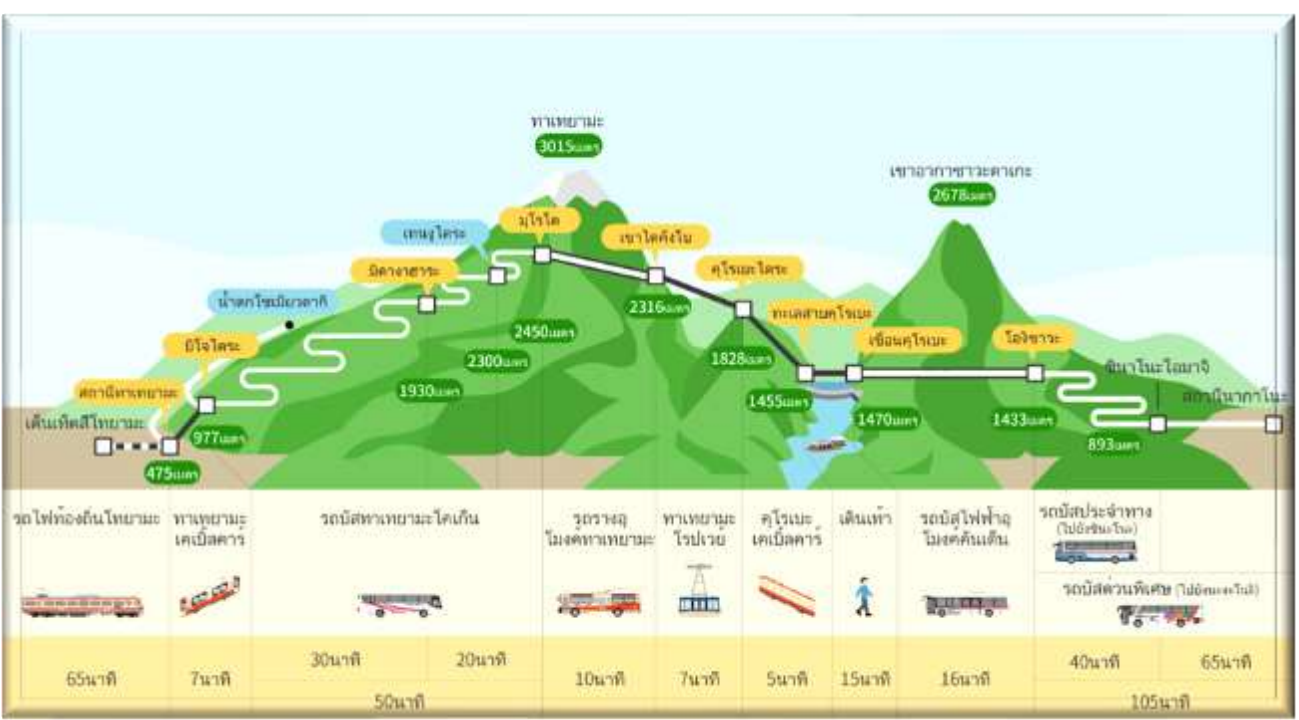 ทาเทยามะ
3015เมตร
เขาอากาซาวะดาเกะ
2678เมตร
มุโรโด
เทนงูไดระ
เขาไดคังโบ
มิดางาฮาระ
คุโรเบะไดระ
น้ำตกโชเมียวดากิ
2316เมตร
ทะเลสาบคุโรเบะ
2450เมตร
บิโจไดระ
เขื่อนคุโรเบะ
โองิซาวะ
2300เมตร
1828เมตร
ชินาโนะโอมาจิ
สถานีทาเทยามะ
1930เมตร
1455เมตร
สถานีนากาโนะ
เด็นเท็ตสึโทยามะ
977เมตร
1470เมตร
1433เมตร
893เมตร
475เมตร
รถไฟท้องถิ่นโทยามะ
ทาเทยามะ
เคเบิ้ลคาร์
รถบัสทาเทยามะโคเก็น
รถรางอุ
โมงค์ทาเทยามะ
ทาเทยามะ
โรปเวย์
คุโรเบะ
เคเบิ้ลคาร์
เดินเท้า
รถบัสไฟฟ้าอุ
โมงค์คันเด็น
รถบัสประจำทาง
รถบัสด่วนพิเศษ
30นาที
20นาที
40นาที
65นาที
65นาที
7นาที
10นาที
7นาที
5นาที
15นาที
16นาที
50นาที
105นาที